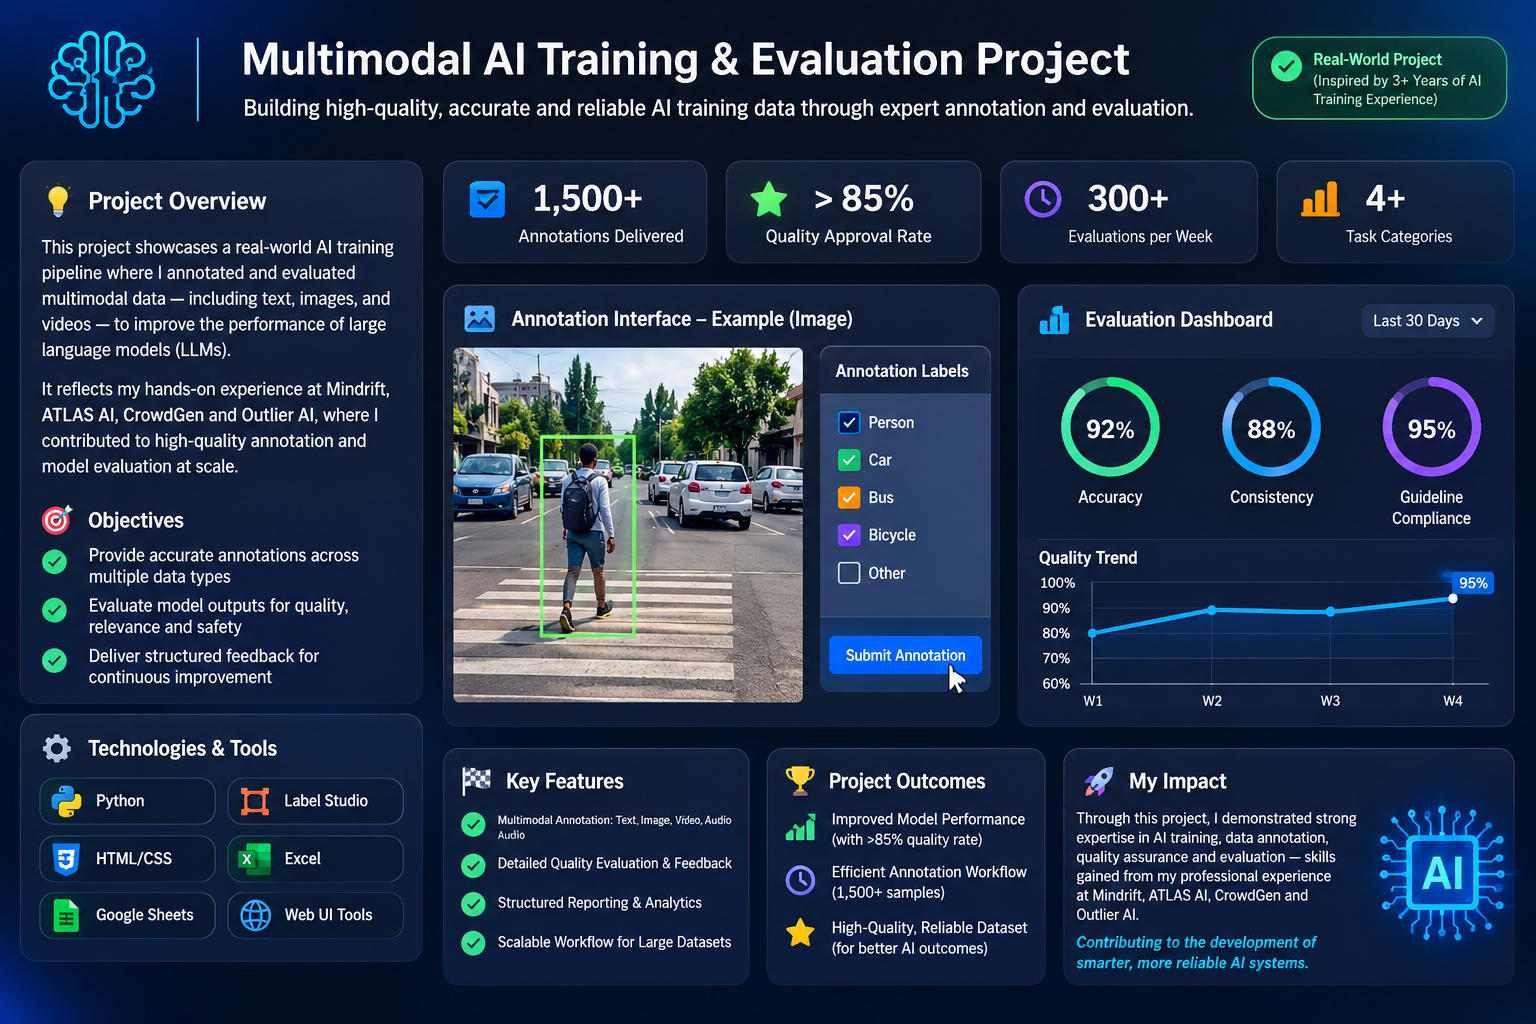 Multimodal AI Training & Evaluation Project
Building high-quality, accurate and reliable AI training data through expert annotation and evaluation.
Real-World Project
(Inspired by 3+ Years of AI
Training Experience)
Project Overview
This project showcases a real-world AI training
pipeline where I annotated and evaluated
multimodal data — including text, images, and
videos — to improve the performance of large
language models (LLMs).
It reflects my hands-on experience at Mindrift,
ATLAS AI, CrowdGen and Outlier AI, where I
contributed to high-quality annotation and
model evaluation at scale.
Objectives
Provide accurate annotations across
multiple data types
Evaluate model outputs for quality,
relevance and safety
Deliver structured feedback for
continuous improvement
Technologies & Tools
Python
Label Studio
HTML/CSS
Excel
Google Sheets
Web UI Tools
1,500+
Annotations Delivered
> 85%
Quality Approval Rate
300+
Evaluations per Week
4+
Task Categories
Annotation Interface – Example (Image)
Annotation Labels
Person
Car
Bus
Bicycle
Other
Submit Annotation
Evaluation Dashboard
Last 30 Days
92%
Accuracy
88%
Consistency
95%
Guideline
Compliance
Quality Trend
100%
90%
80%
70%
60%
95%
W1
W2
W3
W4
Key Features
Multimodal Annotation: Text, Image, Video, Audio
Audio
Detailed Quality Evaluation & Feedback
Structured Reporting & Analytics
Scalable Workflow for Large Datasets
Project Outcomes
Improved Model Performance
(with >85% quality rate)
Efficient Annotation Workflow
(1,500+ samples)
High-Quality, Reliable Dataset
(for better AI outcomes)
My Impact
Through this project, I demonstrated strong
expertise in AI training, data annotation,
quality assurance and evaluation — skills
gained from my professional experience
at Mindrift, ATLAS AI, CrowdGen and
Outlier AI.
Contributing to the development of
smarter, more reliable AI systems.
AI